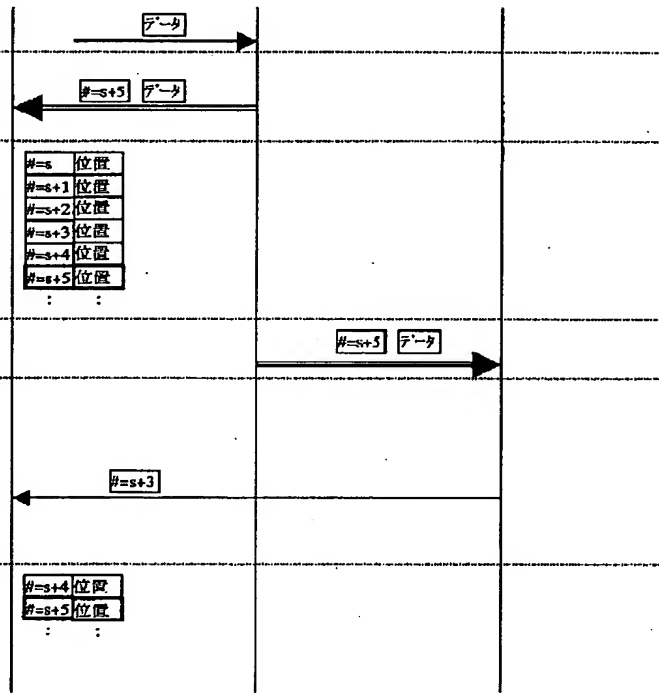 データ
#=s+5 データ
#=s 位置
#=s+1 位置
#=s+2 位置
#=s+3 位置
#=s+4 位置
#=s+5 位置
: :
#=s+5 データ
#=s+3
#=s+4 位置
#=s+5 位置
: :